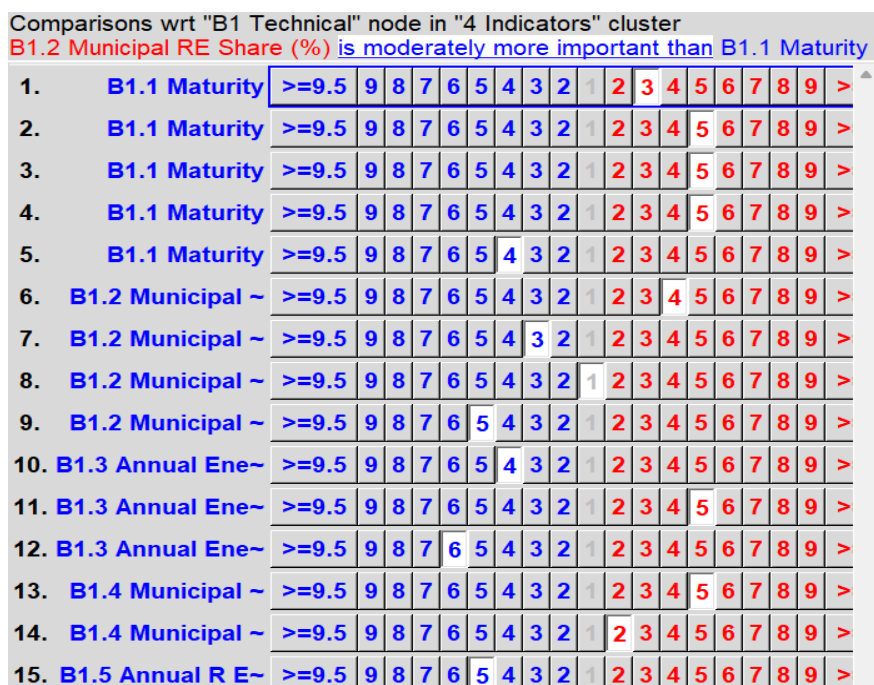 Comparisons wrt "B1 Technical" node in "4 Indicators" cluster
B1.2 Municipal RE Share (%) is moderately more important than B1.1 Maturity
1. B1.1 Maturity >=9.5 9 8 7 6 5 4 3 2 1 2 3 4 5 6 7 8 9 >
2. B1.1 Maturity >=9.5 9 8 7 6 5 4 3 2 1 2 3 4 5 6 7 8 9 >
3. B1.1 Maturity >=9.5 9 8 7 6 5 4 3 2 1 2 3 4 5 6 7 8 9 >
4. B1.1 Maturity >=9.5 9 8 7 6 5 4 3 2 1 2 3 4 5 6 7 8 9 >
5. B1.1 Maturity >=9.5 9 8 7 6 5 4 3 2 1 2 3 4 5 6 7 8 9 >
6. B1.2 Municipal ~ >=9.5 9 8 7 6 5 4 3 2 1 2 3 4 5 6 7 8 9 >
7. B1.2 Municipal ~ >=9.5 9 8 7 6 5 4 3 2 1 2 3 4 5 6 7 8 9 >
8. B1.2 Municipal ~ >=9.5 9 8 7 6 5 4 3 2 1 2 3 4 5 6 7 8 9 >
9. B1.2 Municipal ~ >=9.5 9 8 7 6 5 4 3 2 1 2 3 4 5 6 7 8 9 >
10. B1.3 Annual Ene~ >=9.5 9 8 7 6 5 4 3 2 1 2 3 4 5 6 7 8 9 >
11. B1.3 Annual Ene~ >=9.5 9 8 7 6 5 4 3 2 1 2 3 4 5 6 7 8 9 >
12. B1.3 Annual Ene~ >=9.5 9 8 7 6 5 4 3 2 1 2 3 4 5 6 7 8 9 >
13. B1.4 Municipal ~ >=9.5 9 8 7 6 5 4 3 2 1 2 3 4 5 6 7 8 9 >
14. B1.4 Municipal ~ >=9.5 9 8 7 6 5 4 3 2 1 2 3 4 5 6 7 8 9 >
15. B1.5 Annual R E~ >=9.5 9 8 7 6 5 4 3 2 1 2 3 4 5 6 7 8 9 >